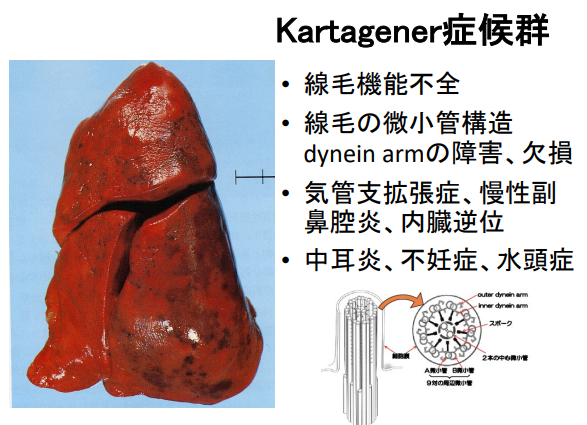 Kartagener症候群
• 線毛機能不全
• 線毛の微小管構造
dynein armの障害、欠損
• 気管支拡張症、慢性副
鼻腔炎、内臓逆位
• 中耳炎、不妊症、水頭症
outer dynein arm
inner dynein arm
スポーク
細胞膜
2本の中心微小管
A微小管 B微小管
9対の周辺微小管